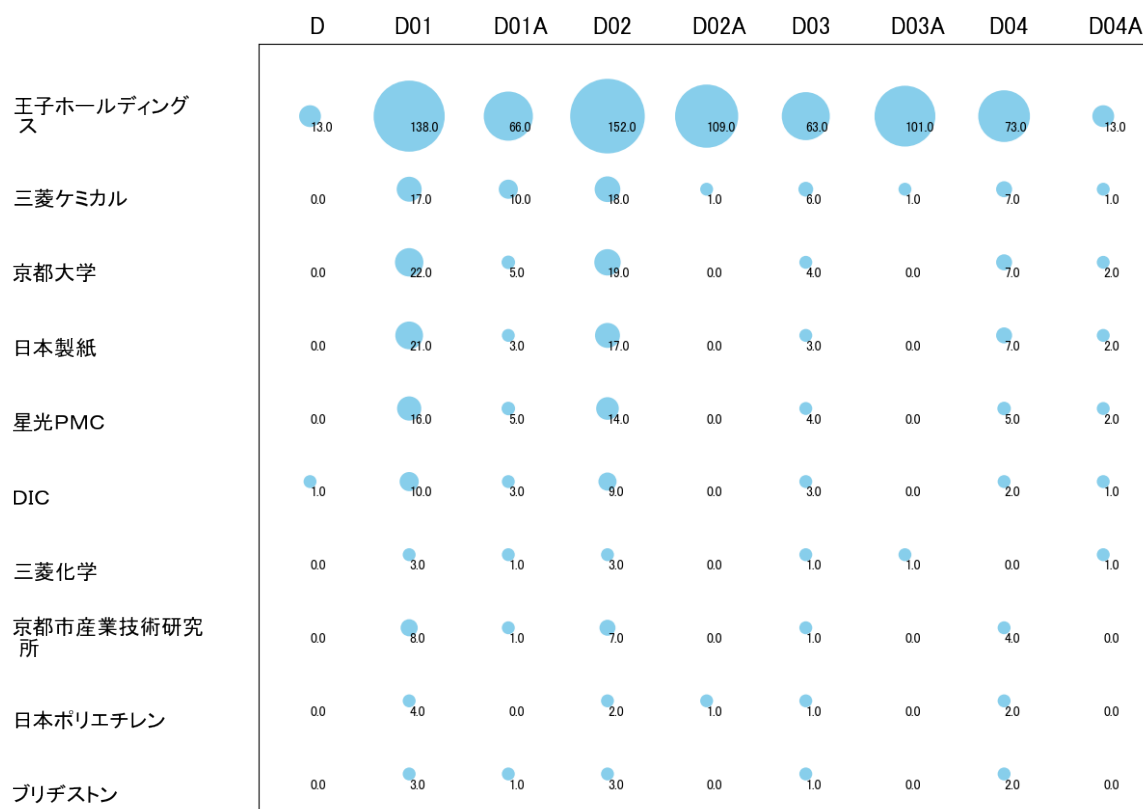 D D01 D01A D02 D02A D03 D03A D04 D04A
王子ホールディング
ス
13.0 138.0 66.0 152.0 109.0 63.0 101.0 73.0 13.0
三菱ケミカル 0.0 17.0 10.0 18.0 1.0 6.0 1.0 7.0 1.0
京都大学 0.0 22.0 5.0 19.0 0.0 4.0 0.0 7.0 2.0
日本製紙 0.0 21.0 3.0 17.0 0.0 3.0 0.0 7.0 2.0
星光PMC 0.0 16.0 5.0 14.0 0.0 4.0 0.0 5.0 2.0
DIC 1.0 10.0 3.0 9.0 0.0 3.0 0.0 2.0 1.0
三菱化学 0.0 3.0 1.0 3.0 0.0 1.0 1.0 0.0 1.0
京都市産業技術研究
所
0.0 8.0 1.0 7.0 0.0 1.0 0.0 4.0 0.0
日本ポリエチレン 0.0 4.0 0.0 2.0 1.0 1.0 0.0 2.0 0.0
ブリヂストン 0.0 3.0 1.0 3.0 0.0 1.0 0.0 2.0 0.0